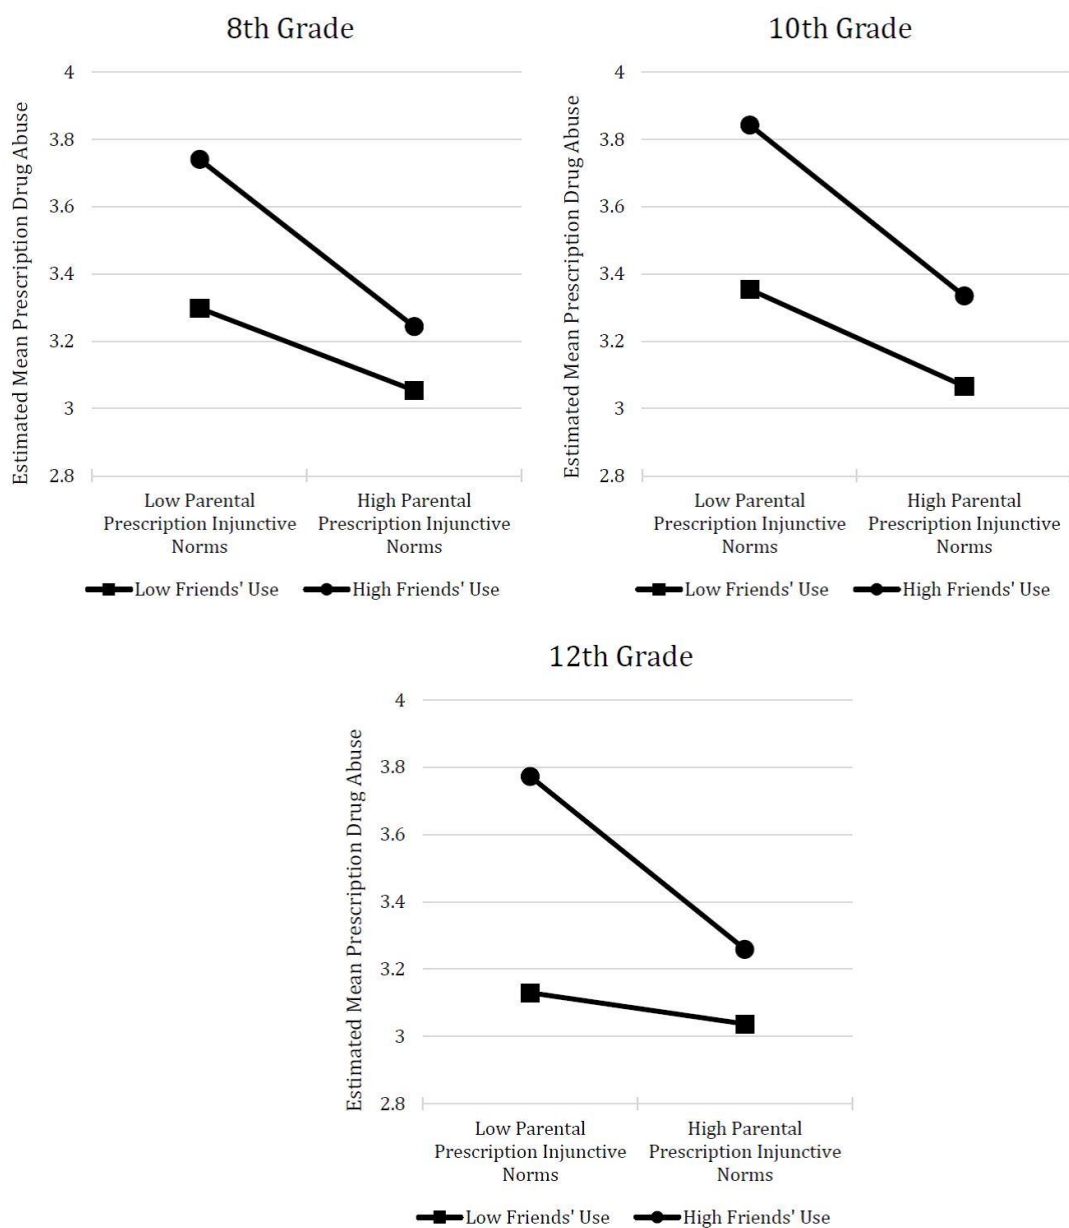 8th Grade
Estimated Mean Prescription Drug Abuse
4
3.8
3.6
3.4
3.2
3
2.8
Low Parental
Prescription Injunctive
Norms
High Parental
Prescription Injunctive
Norms
Low Friends' Use
High Friends' Use
10th Grade
Estimated Mean Prescription Drug Abuse
4
3.8
3.6
3.4
3.2
3
2.8
Low Parental
Prescription Injunctive
Norms
High Parental
Prescription Injunctive
Norms
Low Friends' Use
High Friends' Use
12th Grade
Estimated Mean Prescription Drug Abuse
4
3.8
3.6
3.4
3.2
3
2.8
Low Parental
Prescription Injunctive
Norms
High Parental
Prescription Injunctive
Norms
Low Friends' Use
High Friends' Use